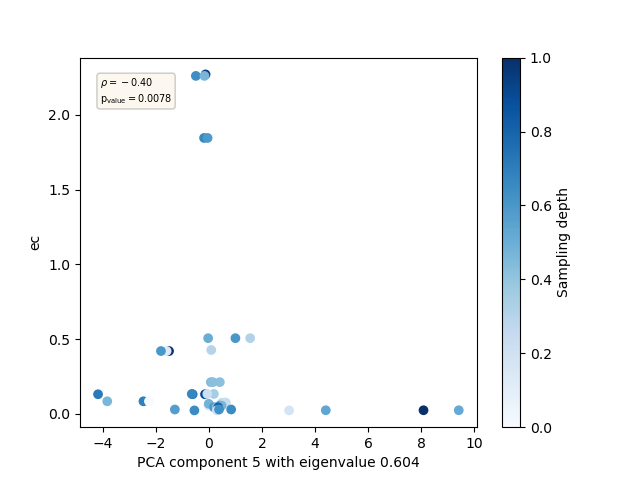 ρ = −0.40
pvalue = 0.0078
2.0
1.5
1.0
0.5
0.0
ec
−4 −2 0 2 4 6 8 10
PCA component 5 with eigenvalue 0.604
1.0
0.8
0.6
0.4
0.2
0.0
Sampling depth